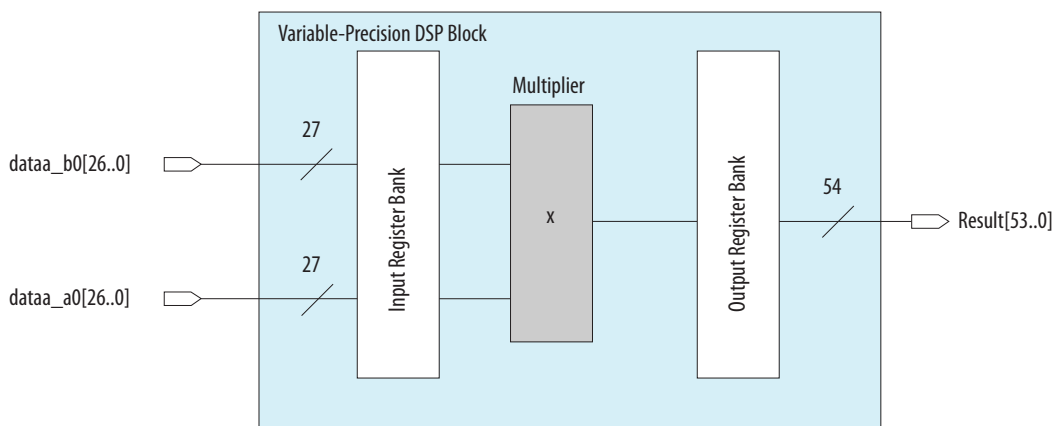 Variable-Precision DSP Block
Multiplier
27
dataa_b0[26..0]
54
Input Register Bank
x
Output Register Bank
Result[53..0]
27
dataa_a0[26..0]